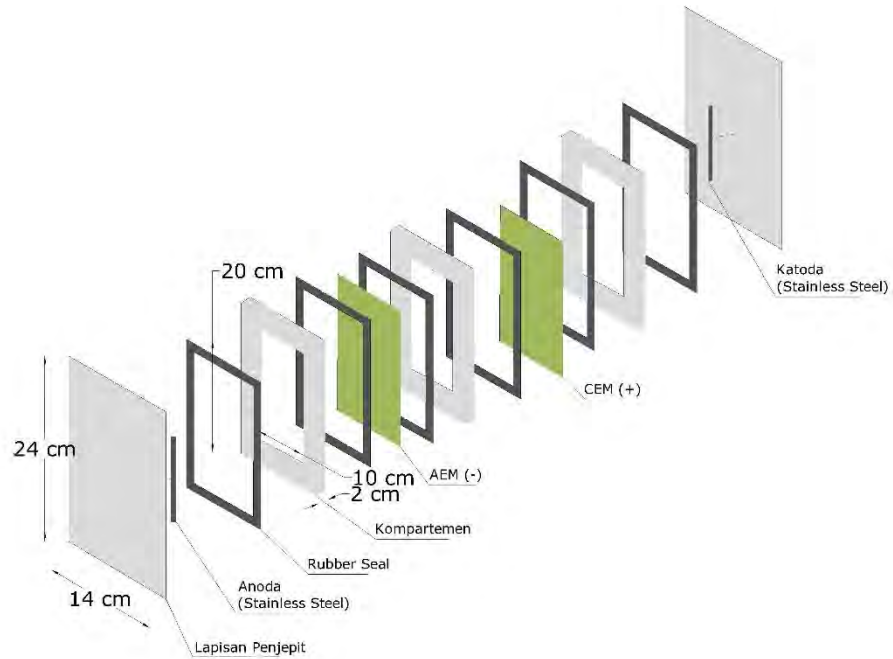 20 cm
24 cm
14 cm
10 cm
2 cm
Katoda
(Stainless Steel)
CEM (+)
AEM (-)
Kompartemen
Rubber Seal
Anoda
(Stainless Steel)
Lapisan Penjepit